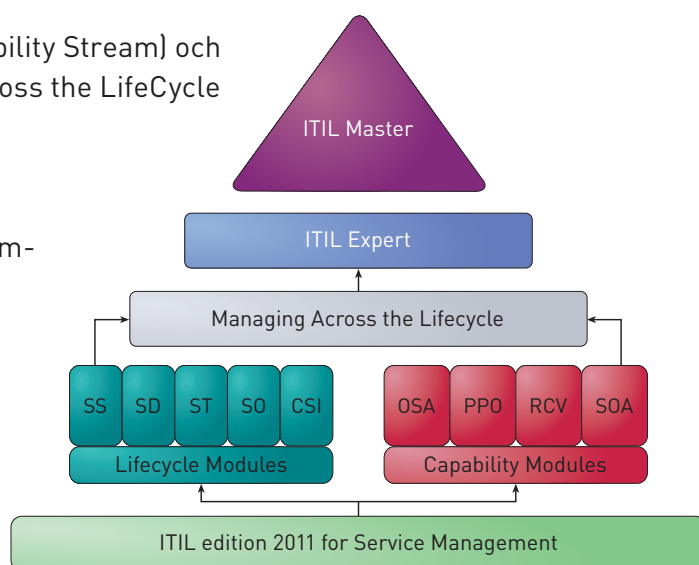 bility Stream) och
oss the LifeCycle
m-
ITIL Master
ITIL Expert
Managing Across the Lifecycle
SS SD ST SO CSI
OSA PPO RCV SOA
Lifecycle Modules
Capability Modules
ITIL edition 2011 for Service Management